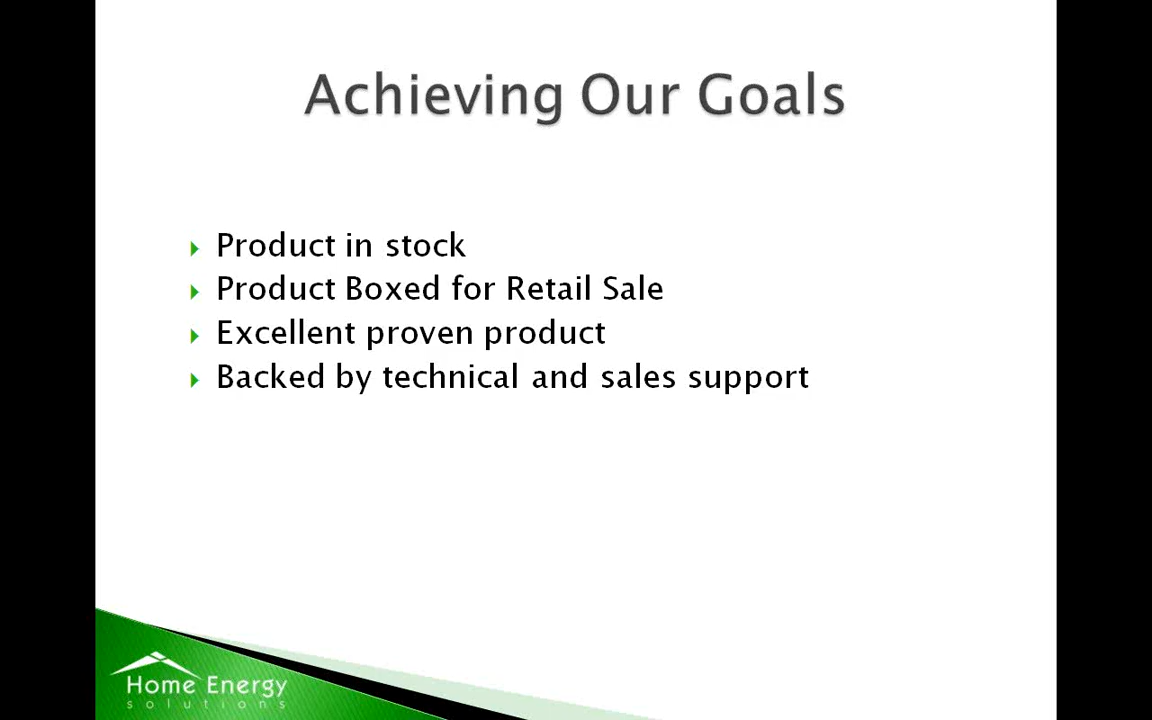 Achieving Our Goals
Product in stock
Product Boxed for Retail Sale
Excellent proven product
Backed by technical and sales support
Home Energy
solutions